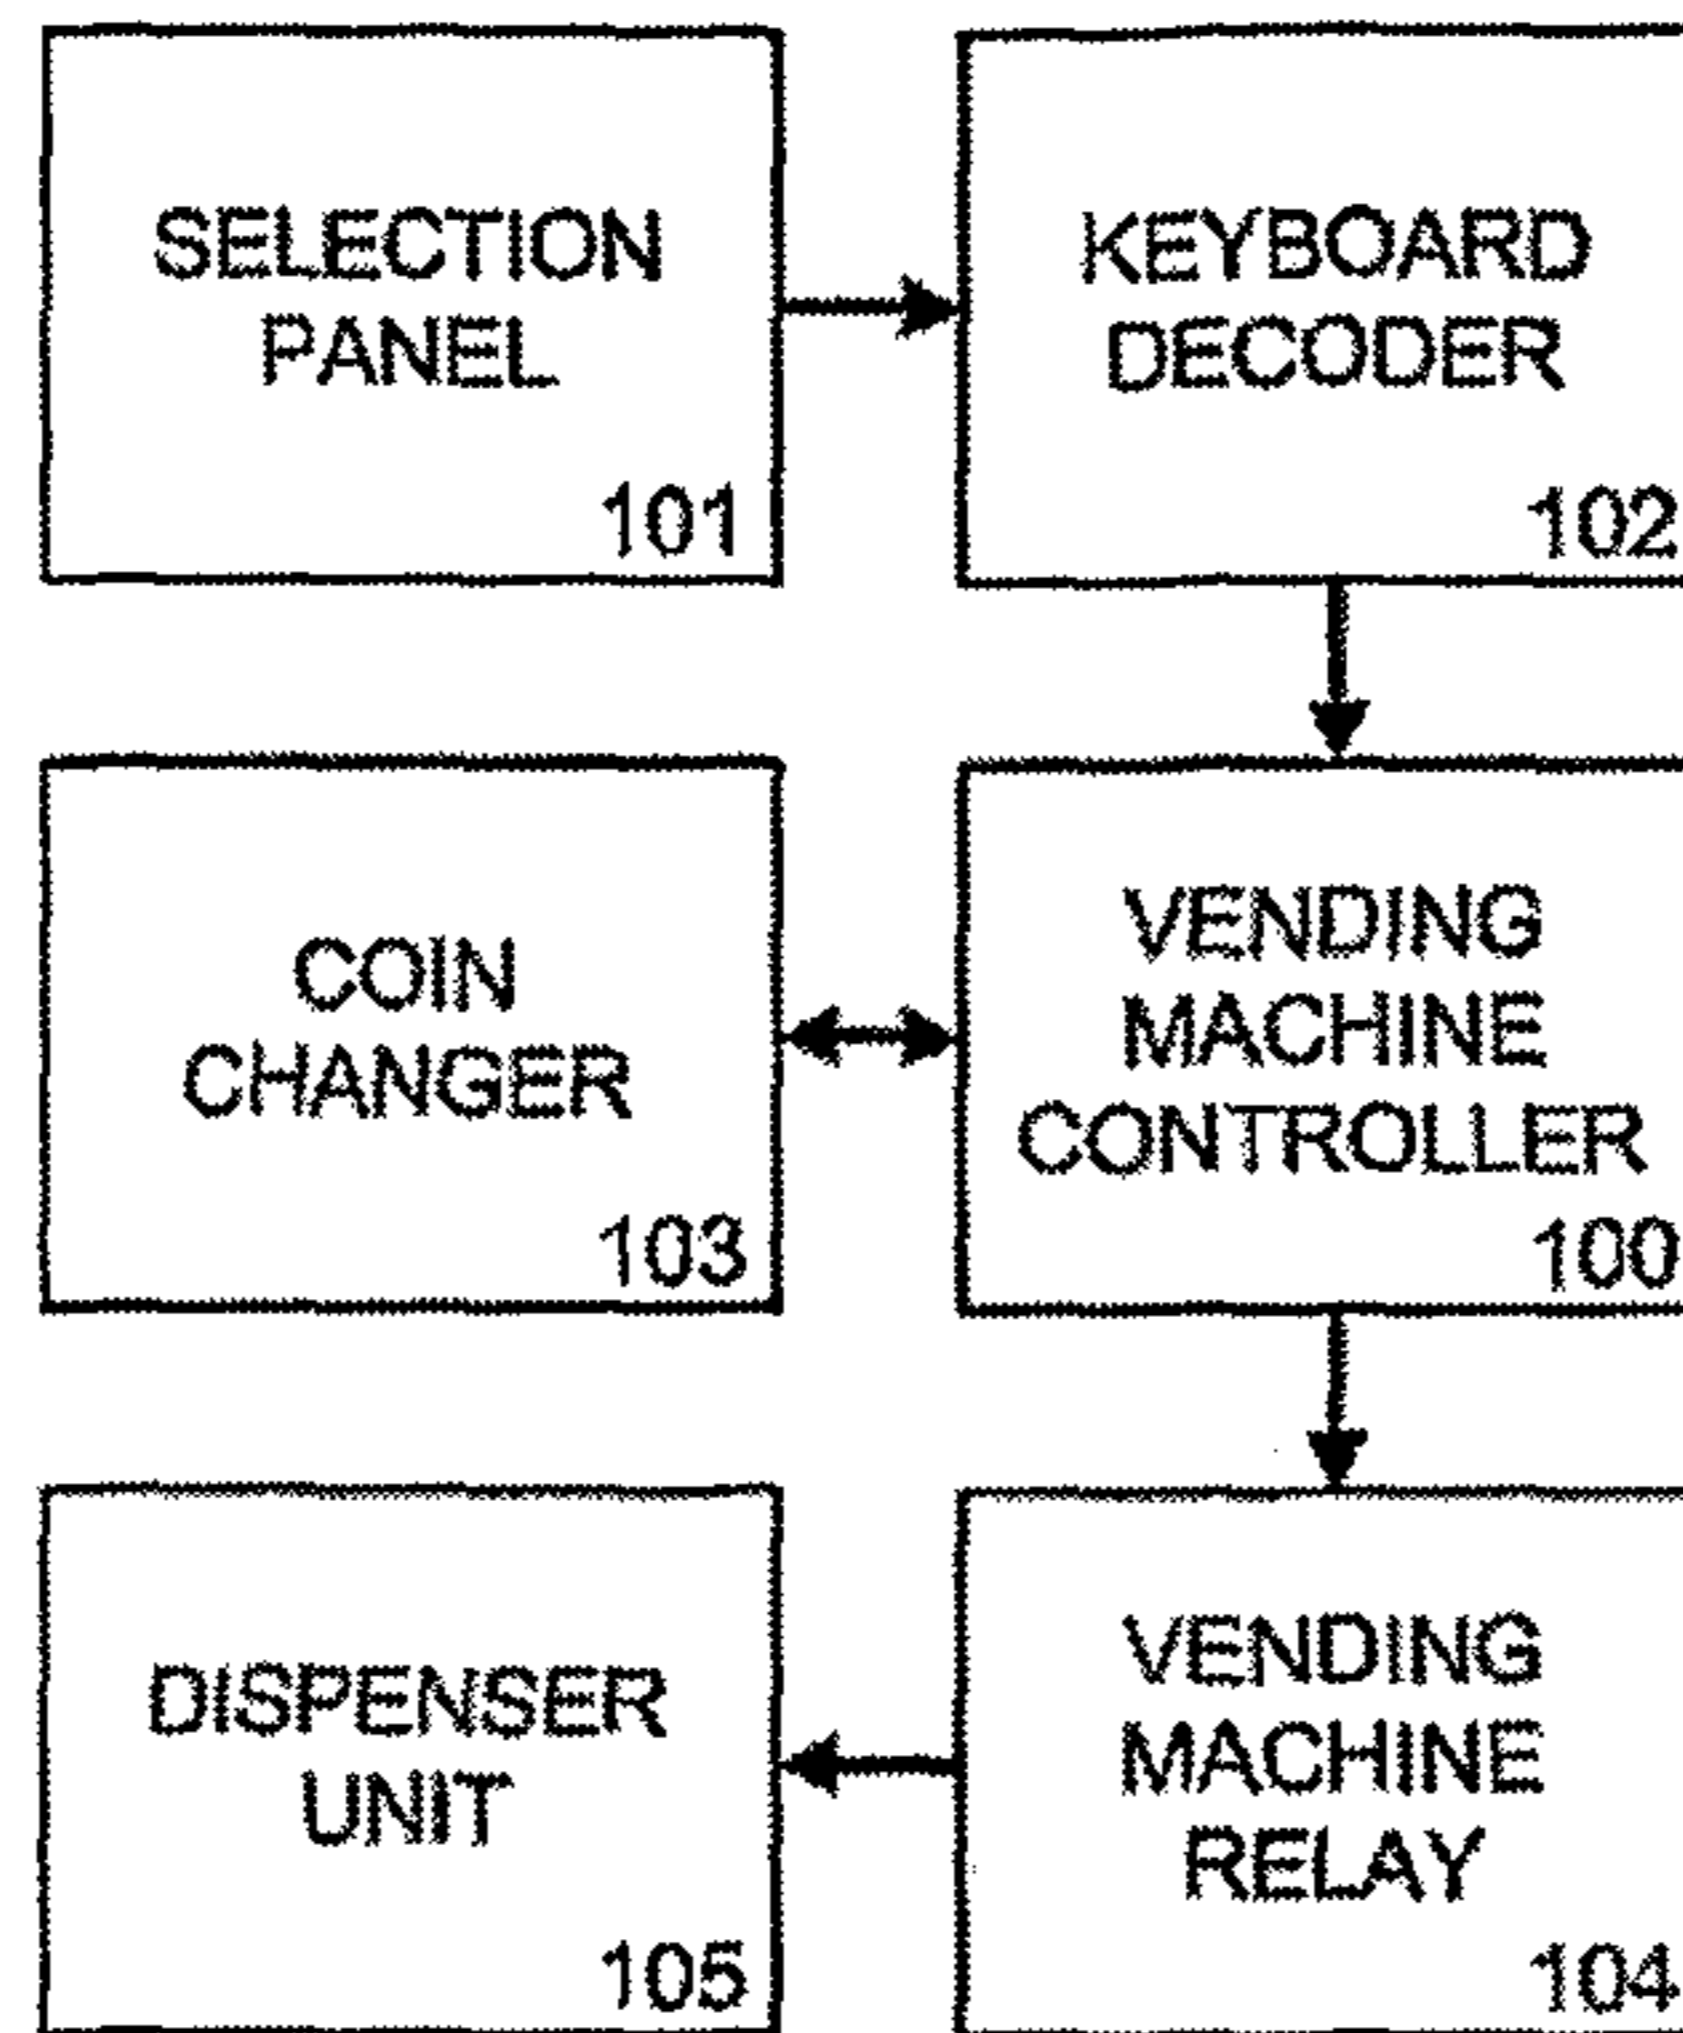 SELECTION
PANEL
101
KEYBOARD
DECODER
102
COIN
CHANGER
103
VENDING
MACHINE
CONTROLLER
100
DISPENSER
UNIT
105
VENDING
MACHINE
RELAY
104